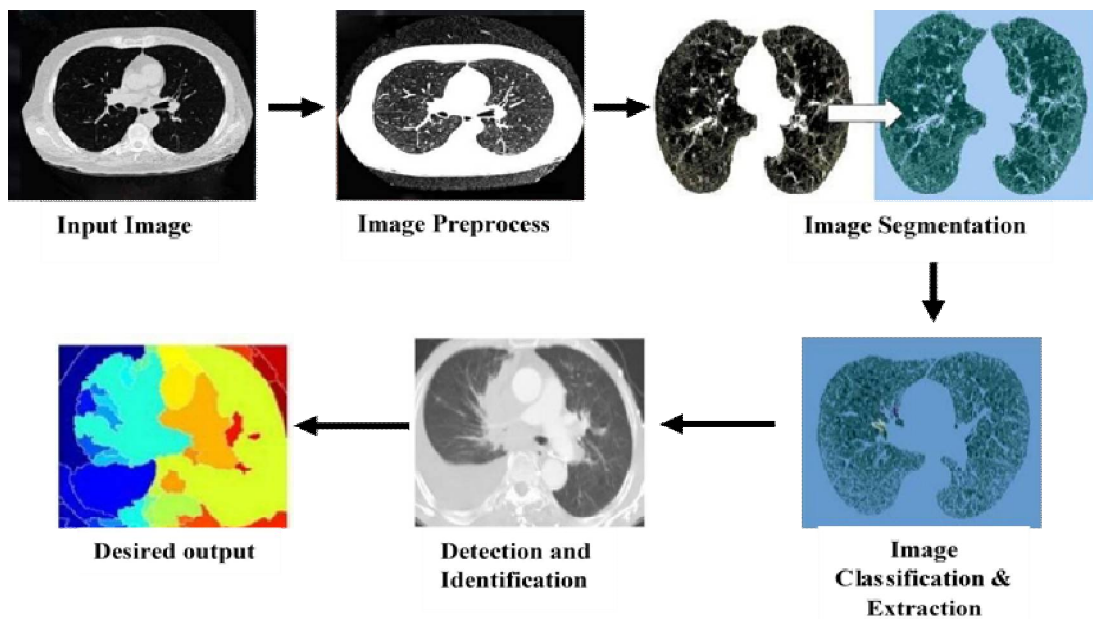 Input Image
Image Preprocess
Image Segmentation
Image
Classification &
Extraction
Detection and
Identification
Desired output